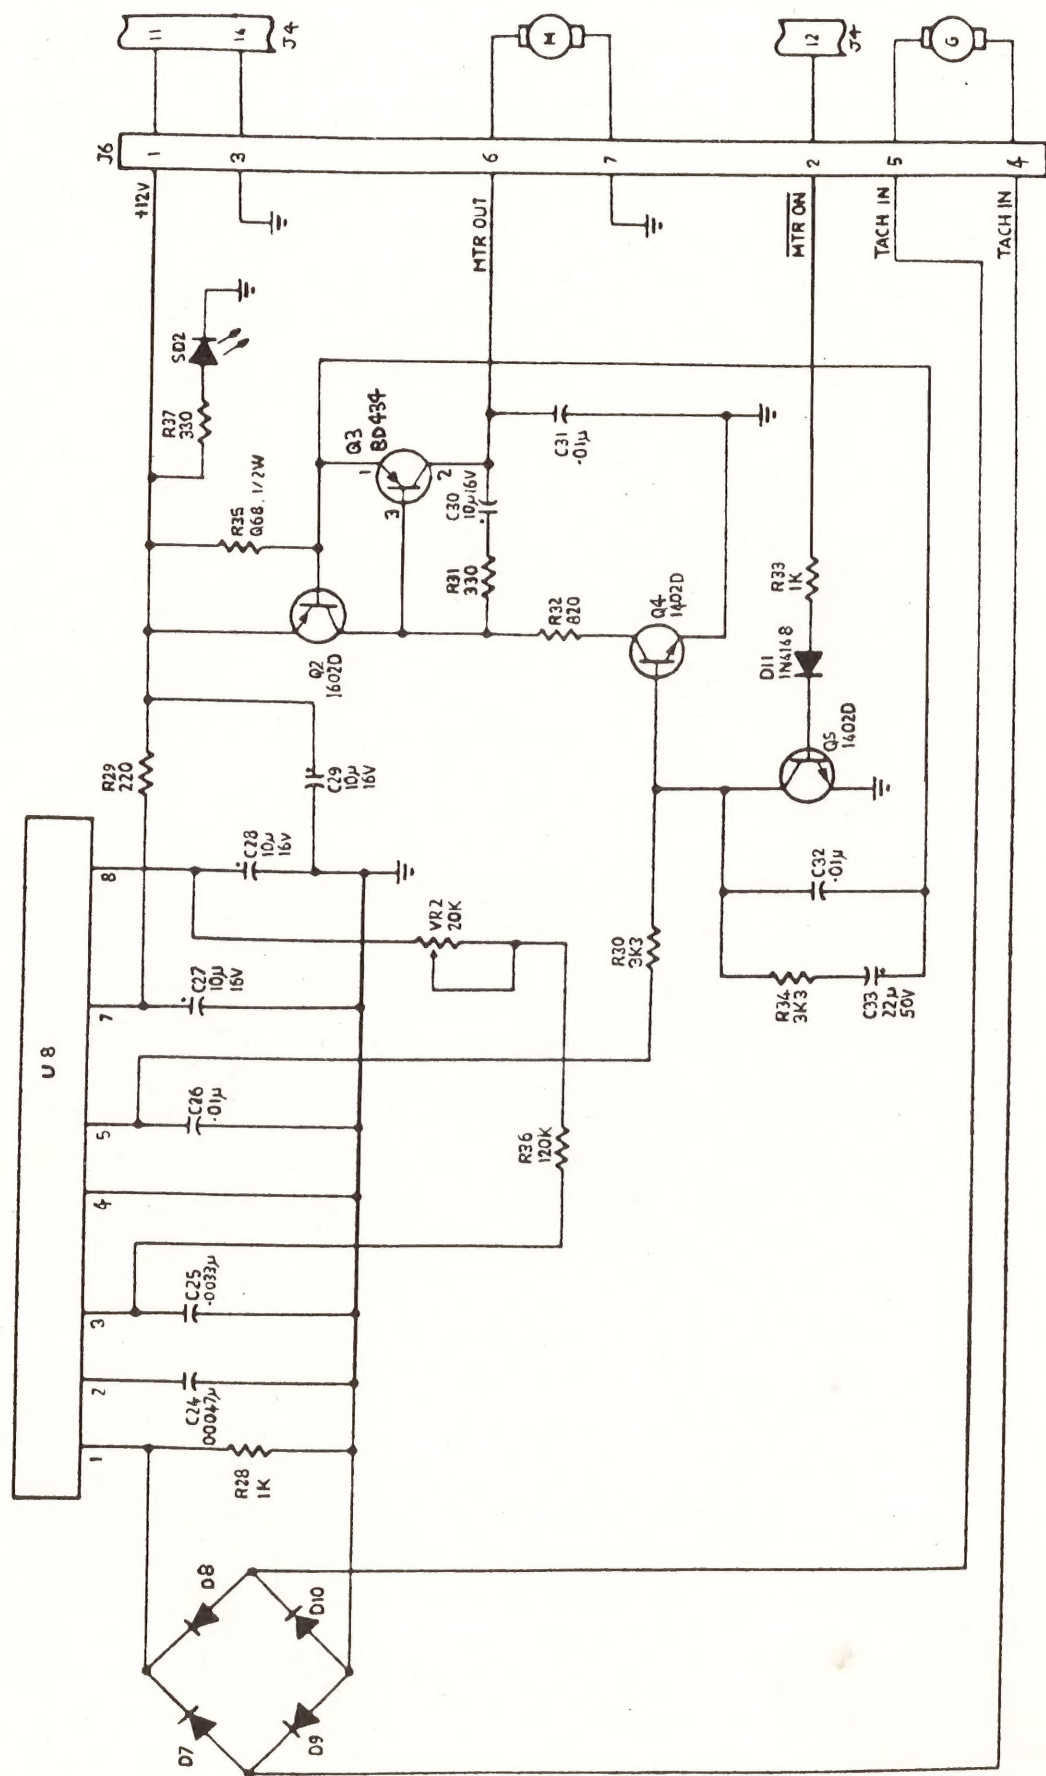 U8
1
2
3
4
5
7
8
D7
D8
D9
D10
R28
1K
C24
0.0047µ
C25
.0033µ
C26
.01µ
C27
10µ
16V
C28
10µ
16V
R29
220
C29
10µ
16V
VR2
20K
R36
120K
R30
3K3
R34
3K3
C33
22µ
50V
C32
.01µ
Q5
1402D
D11
1N4148
R33
1K
Q4
1402D
R32
820
R31
330
C30
10µ16V
C31
.01µ
Q2
1602D
Q3
BD434
1
2
3
R35
Q68.1/2W
R37
330
SD2
+12V
MTR OUT
MTR ON
TACH IN
TACH IN
J6
1
3
6
7
2
5
4
11
14
J4
M
12
J4
G